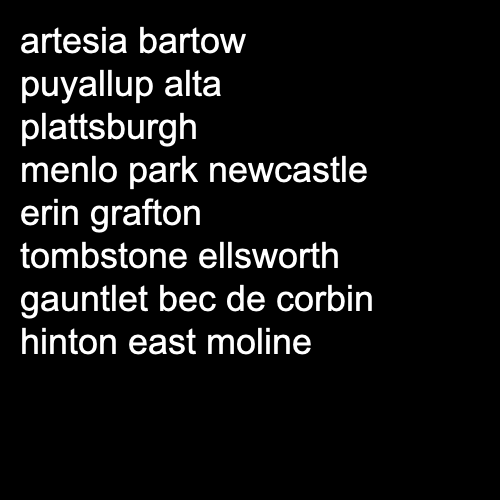 artesia bartow
puyallup alta
plattsburgh
menlo park newcastle
erin grafton
tombstone ellsworth
gauntlet bec de corbin
hinton east moline